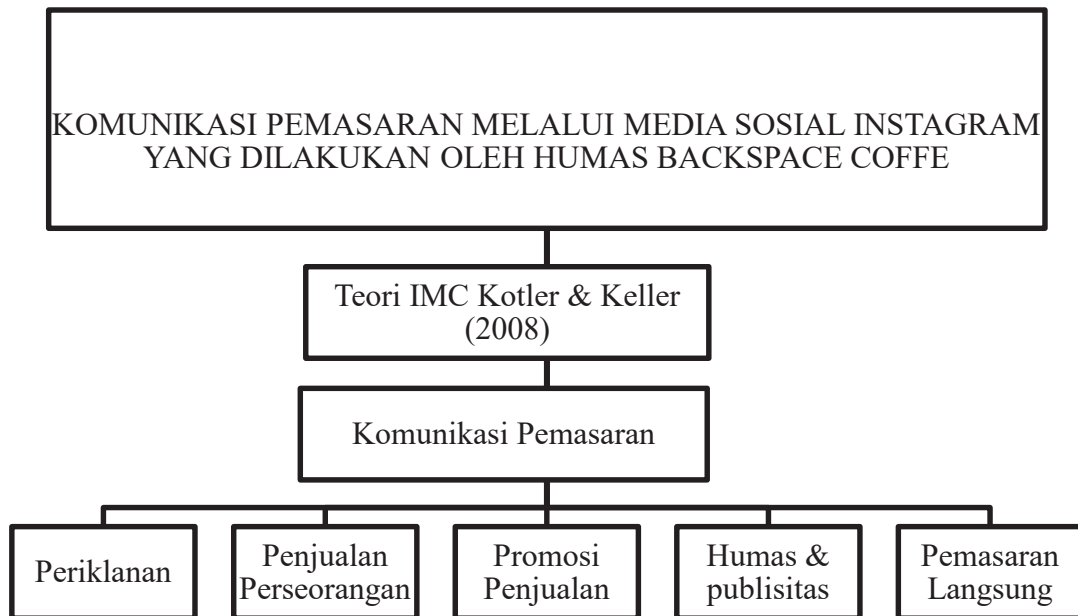 KOMUNIKASI PEMASARAN MELALUI MEDIA SOSIAL INSTAGRAM
YANG DILAKUKAN OLEH HUMAS BACKSPACE COFFE
Teori IMC Kotler & Keller
(2008)
Komunikasi Pemasaran
Periklanan
Penjualan
Perseorangan
Promosi
Penjualan
Humas &
publisitas
Pemasaran
Langsung